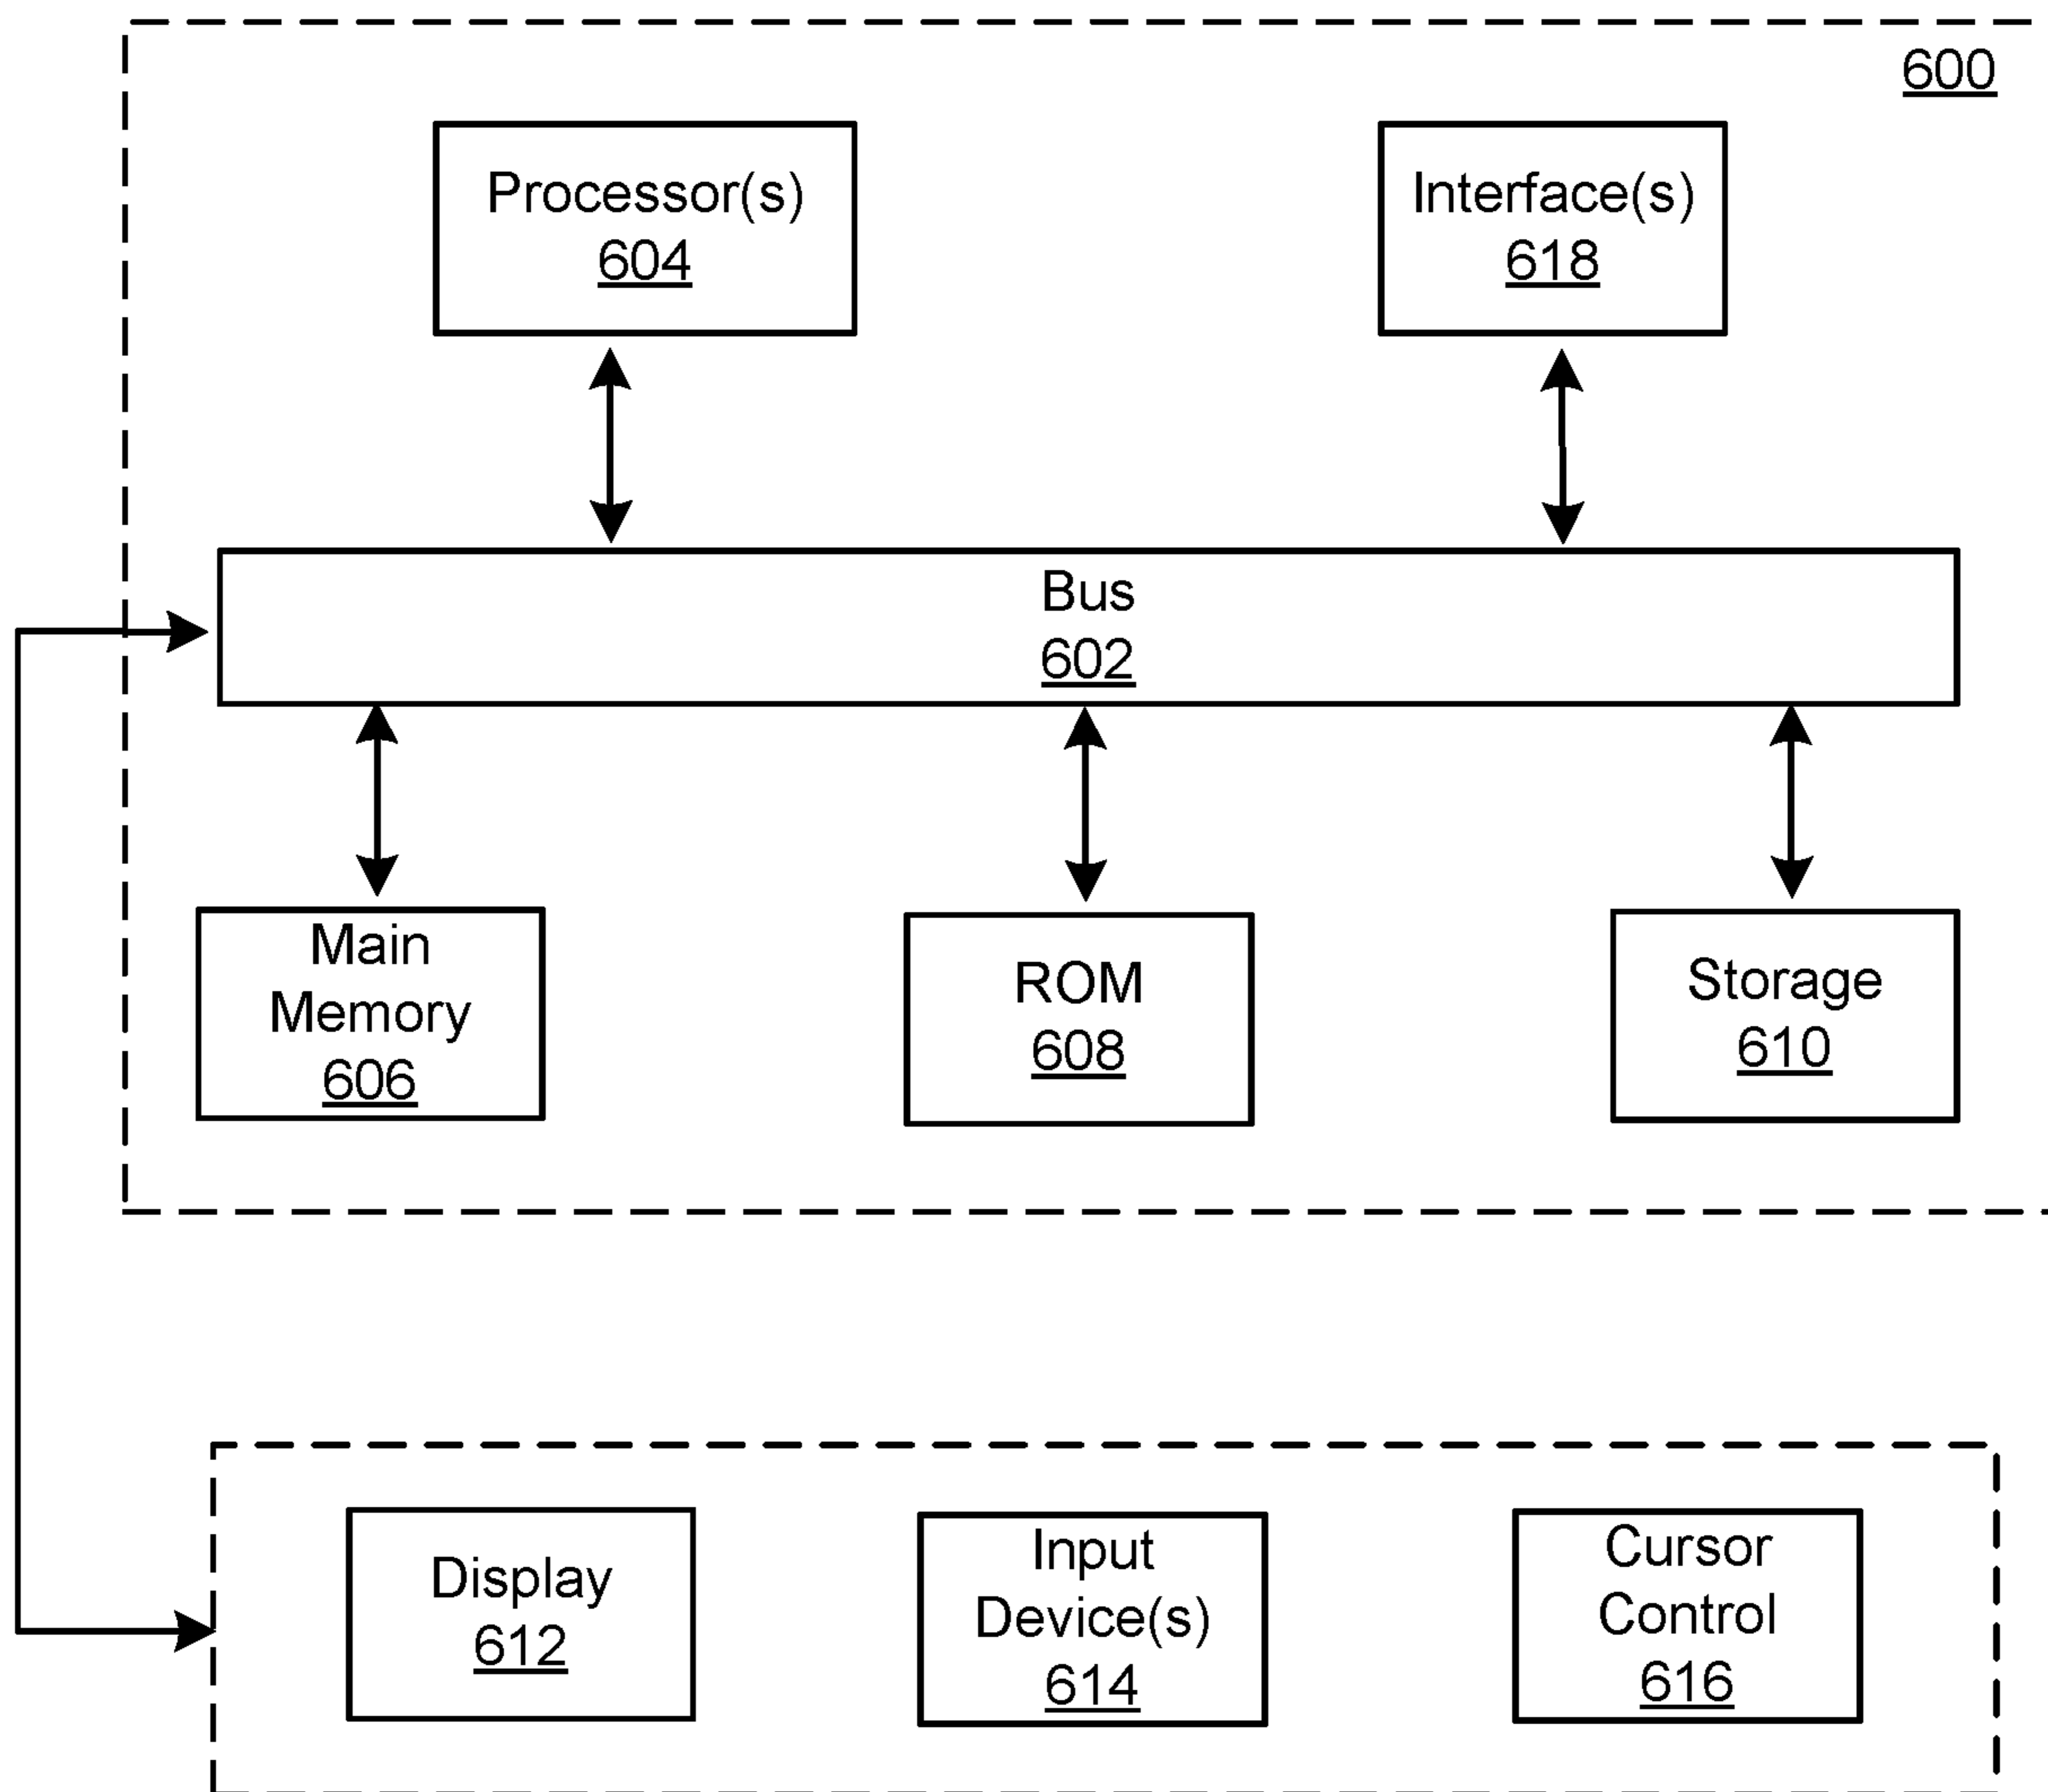 600
Processor(s)
604
Interface(s)
618
Bus
602
Main
Memory
606
ROM
608
Storage
610
Display
612
Input
Device(s)
614
Cursor
Control
616